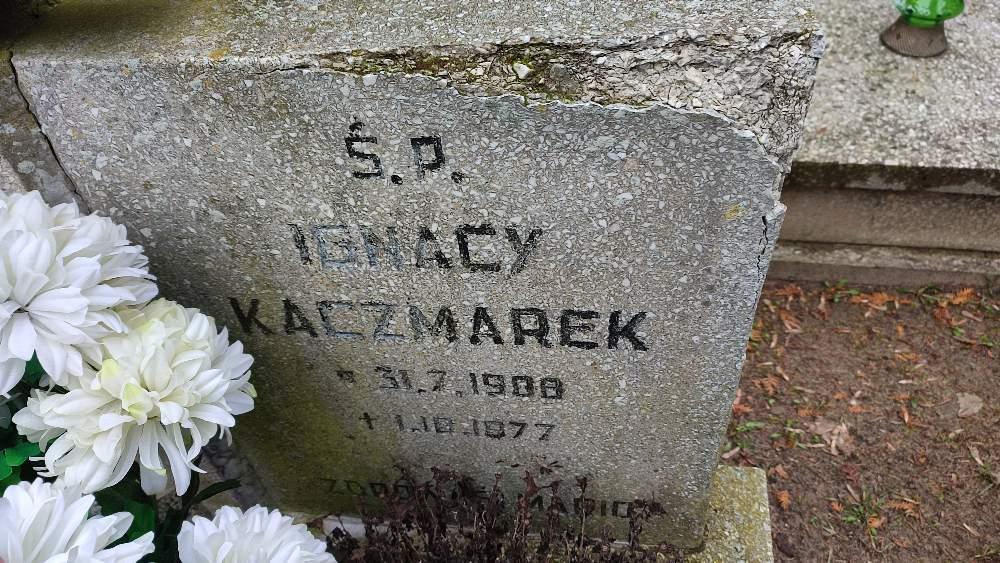 Ś.P.
IGNACY
KACZMAREK
* 31.7.1908
† 1.10.1977